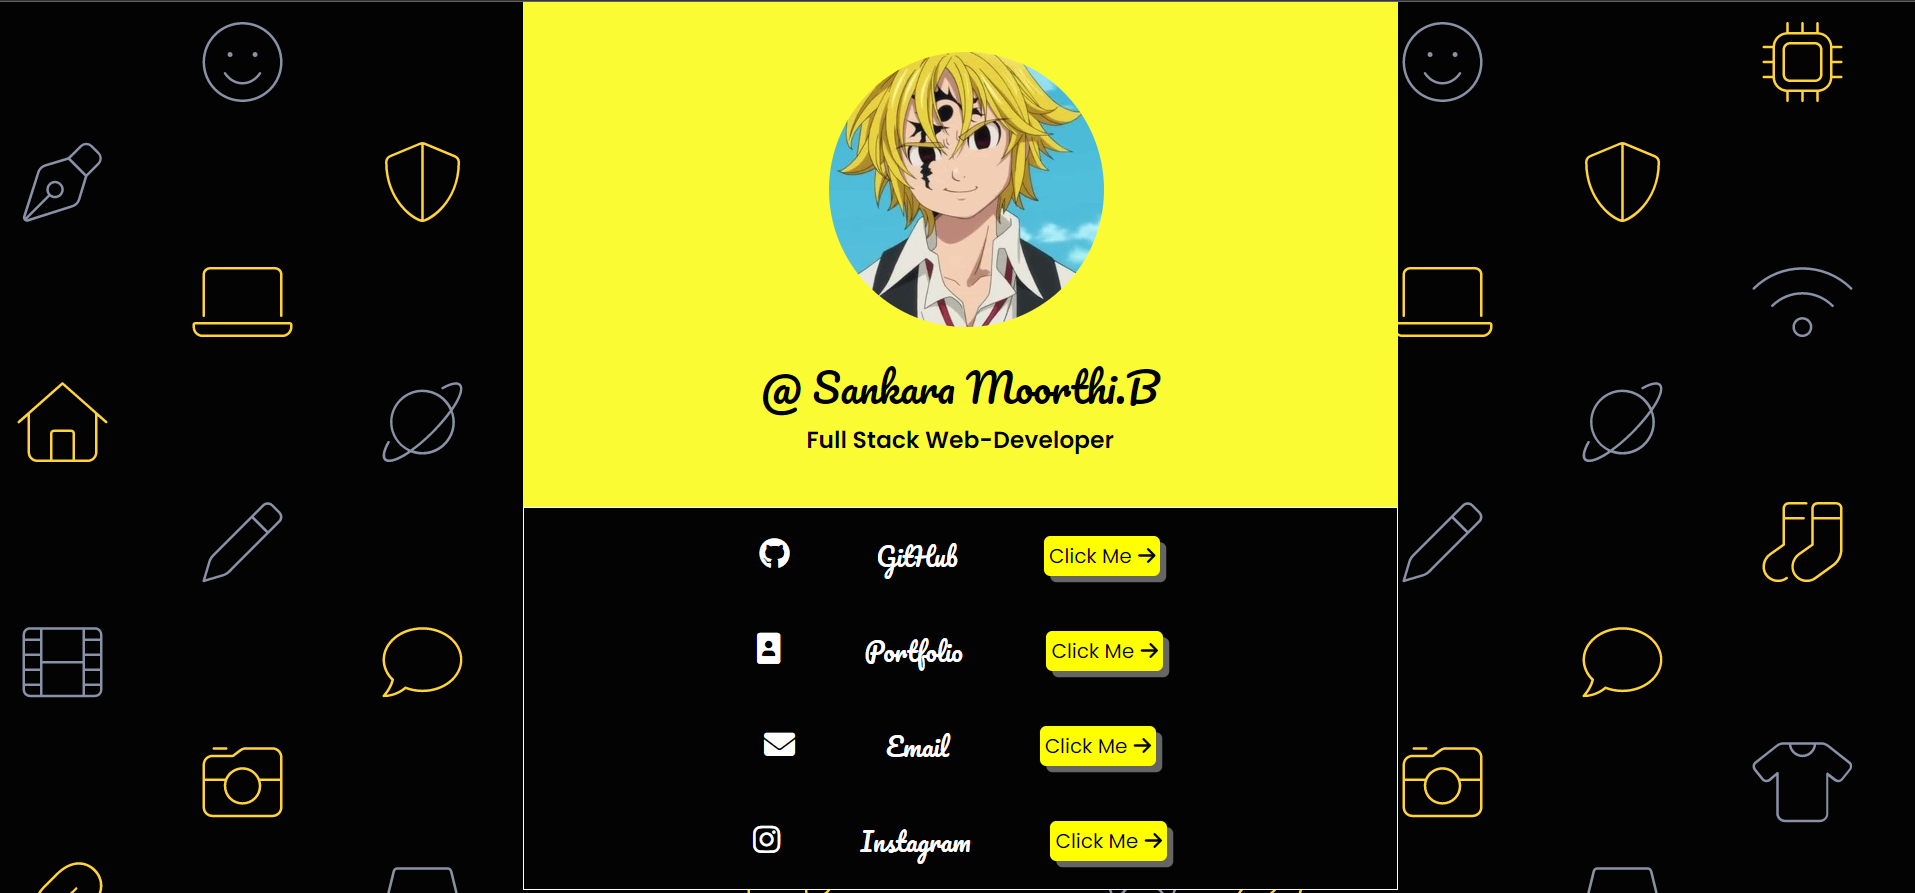 @ Sankara Moorthi.B
Full Stack Web-Developer
GitHub Click Me →
Portfolio Click Me →
Email Click Me →
Instagram Click Me →